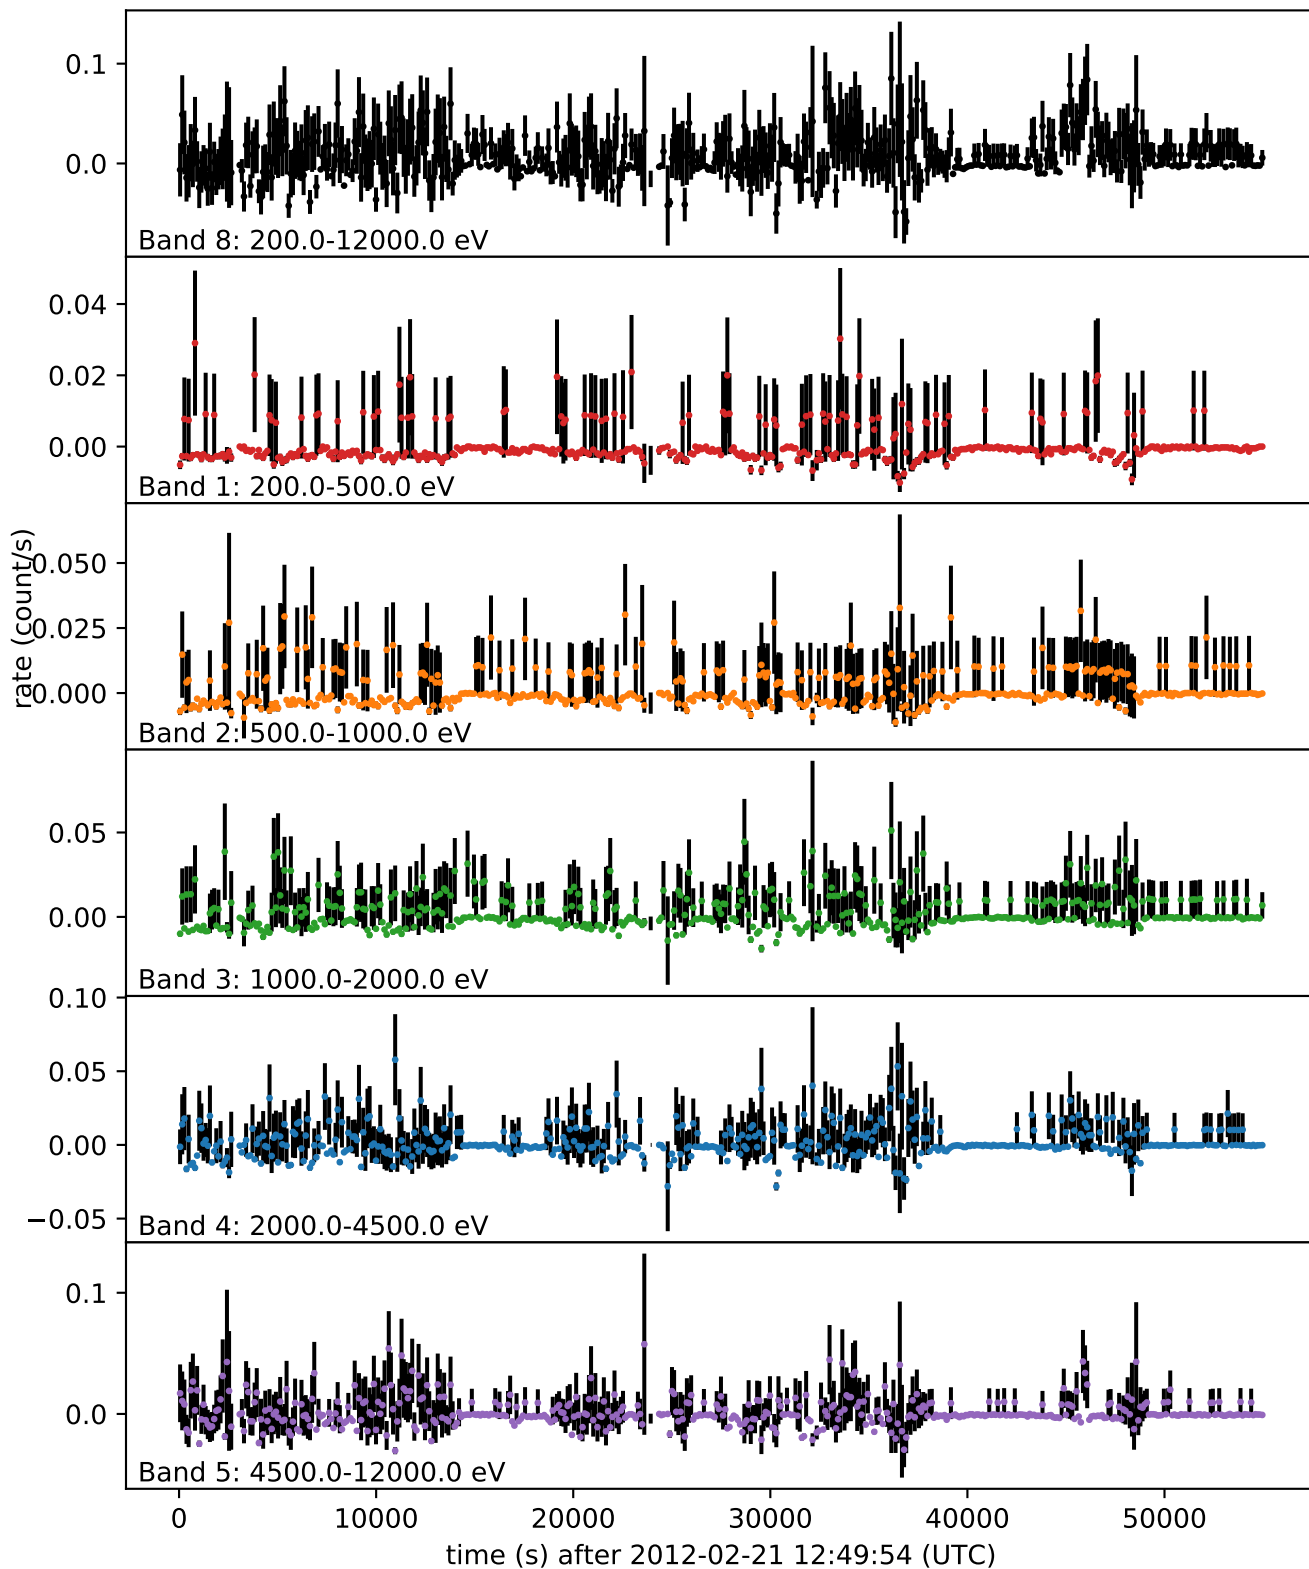 0.1
0.0
Band 8: 200.0-12000.0 eV
0.04
0.02
0.00
Band 1: 200.0-500.0 eV
rate (count/s)
0.050
0.025
0.000
Band 2: 500.0-1000.0 eV
0.05
0.00
Band 3: 1000.0-2000.0 eV
0.10
0.05
0.00
−0.05
Band 4: 2000.0-4500.0 eV
0.1
0.0
Band 5: 4500.0-12000.0 eV
0 10000 20000 30000 40000 50000
time (s) after 2012-02-21 12:49:54 (UTC)